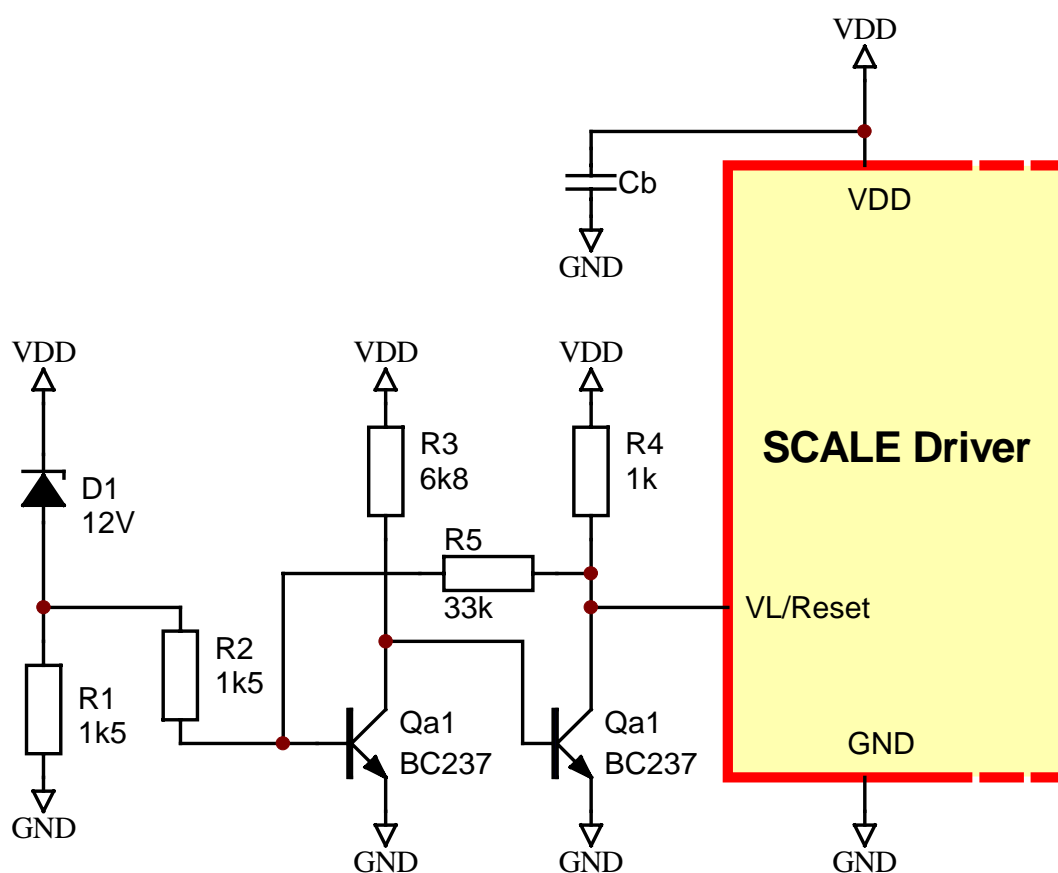 VDD
Cb
VDD
GND
VDD
VDD
VDD
R3
6k8
R4
1k
SCALE Driver
D1
12V
R5
33k
VL/Reset
R2
1k5
R1
1k5
Qa1
BC237
Qa1
BC237
GND
GND
GND
GND
GND